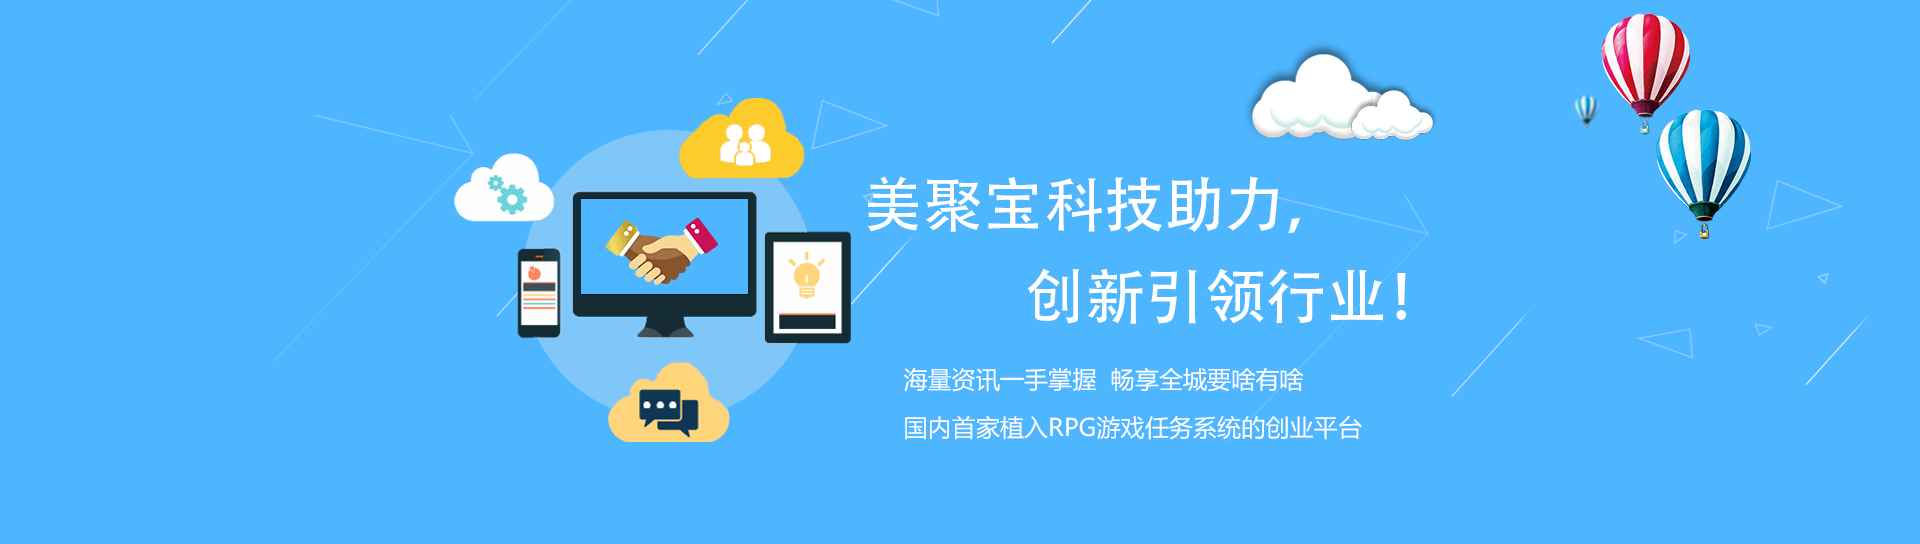 美聚宝科技助力,
创新引领行业!
海量资讯一手掌握 畅享全城要啥有啥
国内首家植入RPG游戏任务系统的创业平台